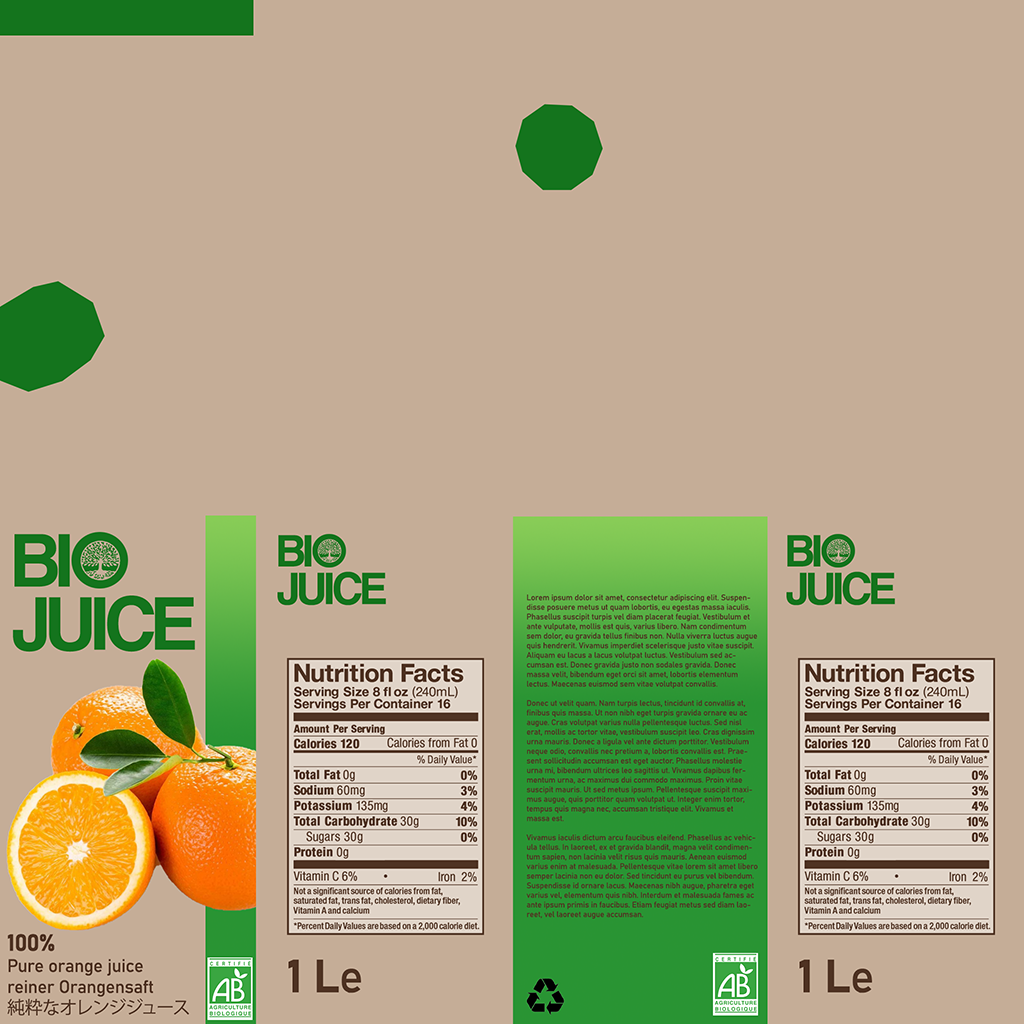 BIO
JUICE
100%
Pure orange juice
reiner Orangensaft
純粋なオレンジジュース
CERTIFIÉ
AB
AGRICULTURE
BIOLOGIQUE
BIO
JUICE
Nutrition Facts
Serving Size 8 fl oz (240mL)
Servings Per Container 16
Amount Per Serving
Calories 120 Calories from Fat 0
% Daily Value*
Total Fat 0g 0%
Sodium 60mg 3%
Potassium 135mg 4%
Total Carbohydrate 30g 10%
Sugars 30g 0%
Protein 0g
Vitamin C 6% • Iron 2%
Not a significant source of calories from fat,
saturated fat, trans fat, cholesterol, dietary fiber,
Vitamin A and calcium
*Percent Daily Values are based on a 2,000 calorie diet.
1 Le
Lorem ipsum dolor sit amet, consectetur adipiscing elit. Suspen-
disse posuere metus ut quam lobortis, eu egestas massa iaculis.
Phasellus suscipit turpis vel diam placerat feugiat. Vestibulum et
ante vulputate, mollis est quis, varius libero. Nam condimentum
sem dolor, eu gravida tellus finibus non. Nulla viverra luctus augue
quis hendrerit. Vivamus imperdiet scelerisque justo vitae suscipit.
Aliquam eu lacus a lacus volutpat luctus. Vestibulum sed ac-
cumsan est. Donec gravida justo non sodales gravida. Donec
massa velit, bibendum eget orci sit amet, lobortis elementum
lectus. Maecenas euismod sem vitae volutpat convallis.
Donec ut velit quam. Nam turpis lectus, tincidunt id convallis at,
finibus quis massa. Ut non nibh eget turpis gravida ornare eu ac
augue. Cras volutpat varius nulla pellentesque luctus. Sed nisl
erat, mollis ac tortor vitae, vestibulum suscipit leo. Cras dignissim
urna mauris. Donec a ligula vel ante dictum porttitor. Vestibulum
neque odio, convallis nec pretium a, lobortis convallis est. Prae-
sent sollicitudin accumsan est eget auctor. Phasellus molestie
urna mi, bibendum ultrices leo sagittis ut. Vivamus dapibus fer-
mentum urna, ac maximus dui commodo maximus. Proin vitae
suscipit mauris. Ut sed metus ipsum. Pellentesque suscipit maxi-
mus augue, quis porttitor quam volutpat ut. Integer enim tortor,
tempus quis magna nec, accumsan tristique elit. Vivamus et
massa est.
Vivamus iaculis dictum arcu faucibus eleifend. Phasellus ac vehic-
ula tellus. In laoreet, ex et gravida blandit, magna velit condimen-
tum sapien, non lacinia velit risus quis mauris. Aenean euismod
varius enim at malesuada. Pellentesque vitae lorem sit amet libero
semper lacinia non eu dolor. Sed tincidunt eu purus vel bibendum.
Suspendisse id ornare lacus. Maecenas nibh augue, pharetra eget
varius vel, elementum quis nibh. Interdum et malesuada fames ac
ante ipsum primis in faucibus. Etiam feugiat metus sed diam lao-
reet, vel laoreet augue accumsan.
CERTIFIÉ
AB
AGRICULTURE
BIOLOGIQUE
BIO
JUICE
Nutrition Facts
Serving Size 8 fl oz (240mL)
Servings Per Container 16
Amount Per Serving
Calories 120 Calories from Fat 0
% Daily Value*
Total Fat 0g 0%
Sodium 60mg 3%
Potassium 135mg 4%
Total Carbohydrate 30g 10%
Sugars 30g 0%
Protein 0g
Vitamin C 6% • Iron 2%
Not a significant source of calories from fat,
saturated fat, trans fat, cholesterol, dietary fiber,
Vitamin A and calcium
*Percent Daily Values are based on a 2,000 calorie diet.
1 Le